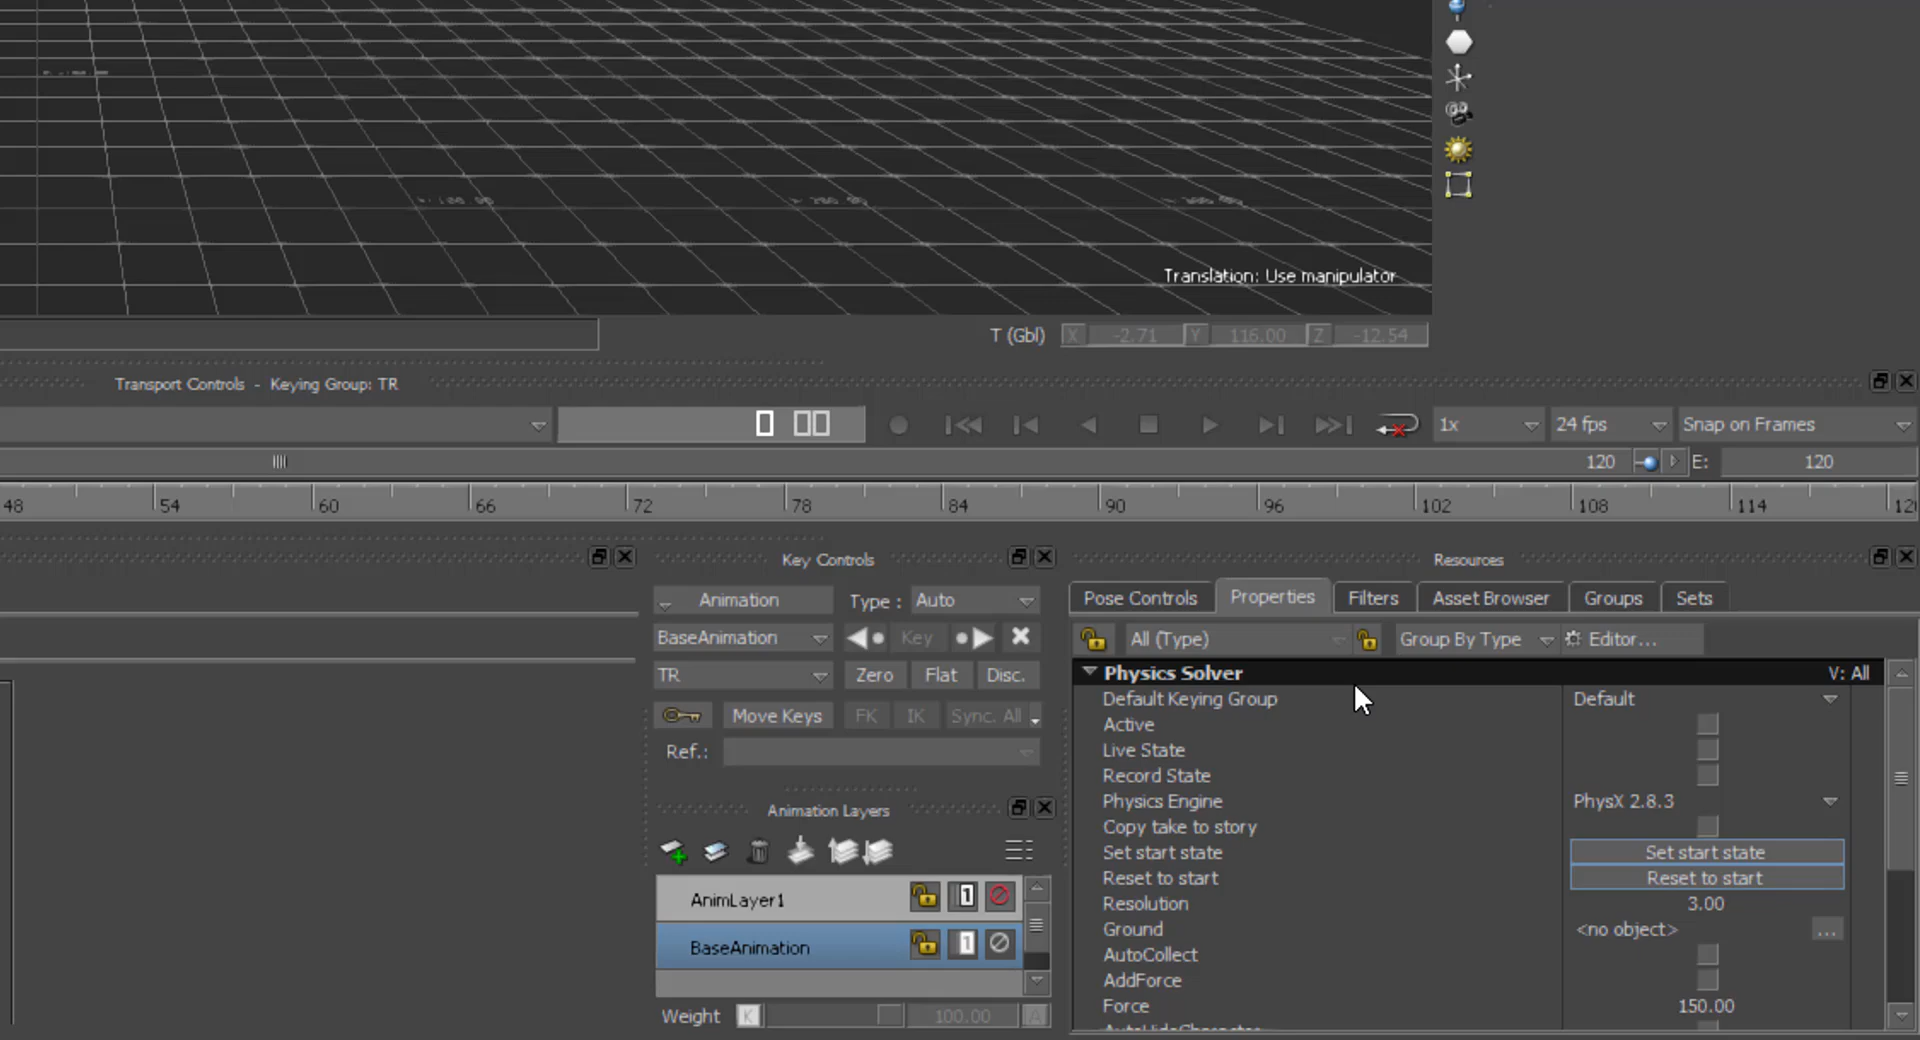 Translation: Use manipulator
T (Gbl) X -2.71 Y 116.00 Z -12.54
Transport Controls - Keying Group: TR
1x 24 fps Snap on Frames
120 E: 120
48 54 60 66 72 78 84 90 96 102 108 114
Key Controls
Animation Type : Auto
BaseAnimation Key
TR Zero Flat Disc.
Move Keys FK IK Sync. All
Ref.:
Animation Layers
AnimLayer1 1
BaseAnimation 1
Weight K 100.00 A
Resources
Pose Controls Properties Filters Asset Browser Groups Sets
All (Type) Group By Type Editor...
Physics Solver V: All
Default Keying Group Default
Active
Live State
Record State
Physics Engine PhysX 2.8.3
Copy take to story
Set start state Set start state
Reset to start Reset to start
Resolution 3.00
Ground <no object> ...
AutoCollect
AddForce
Force 150.00